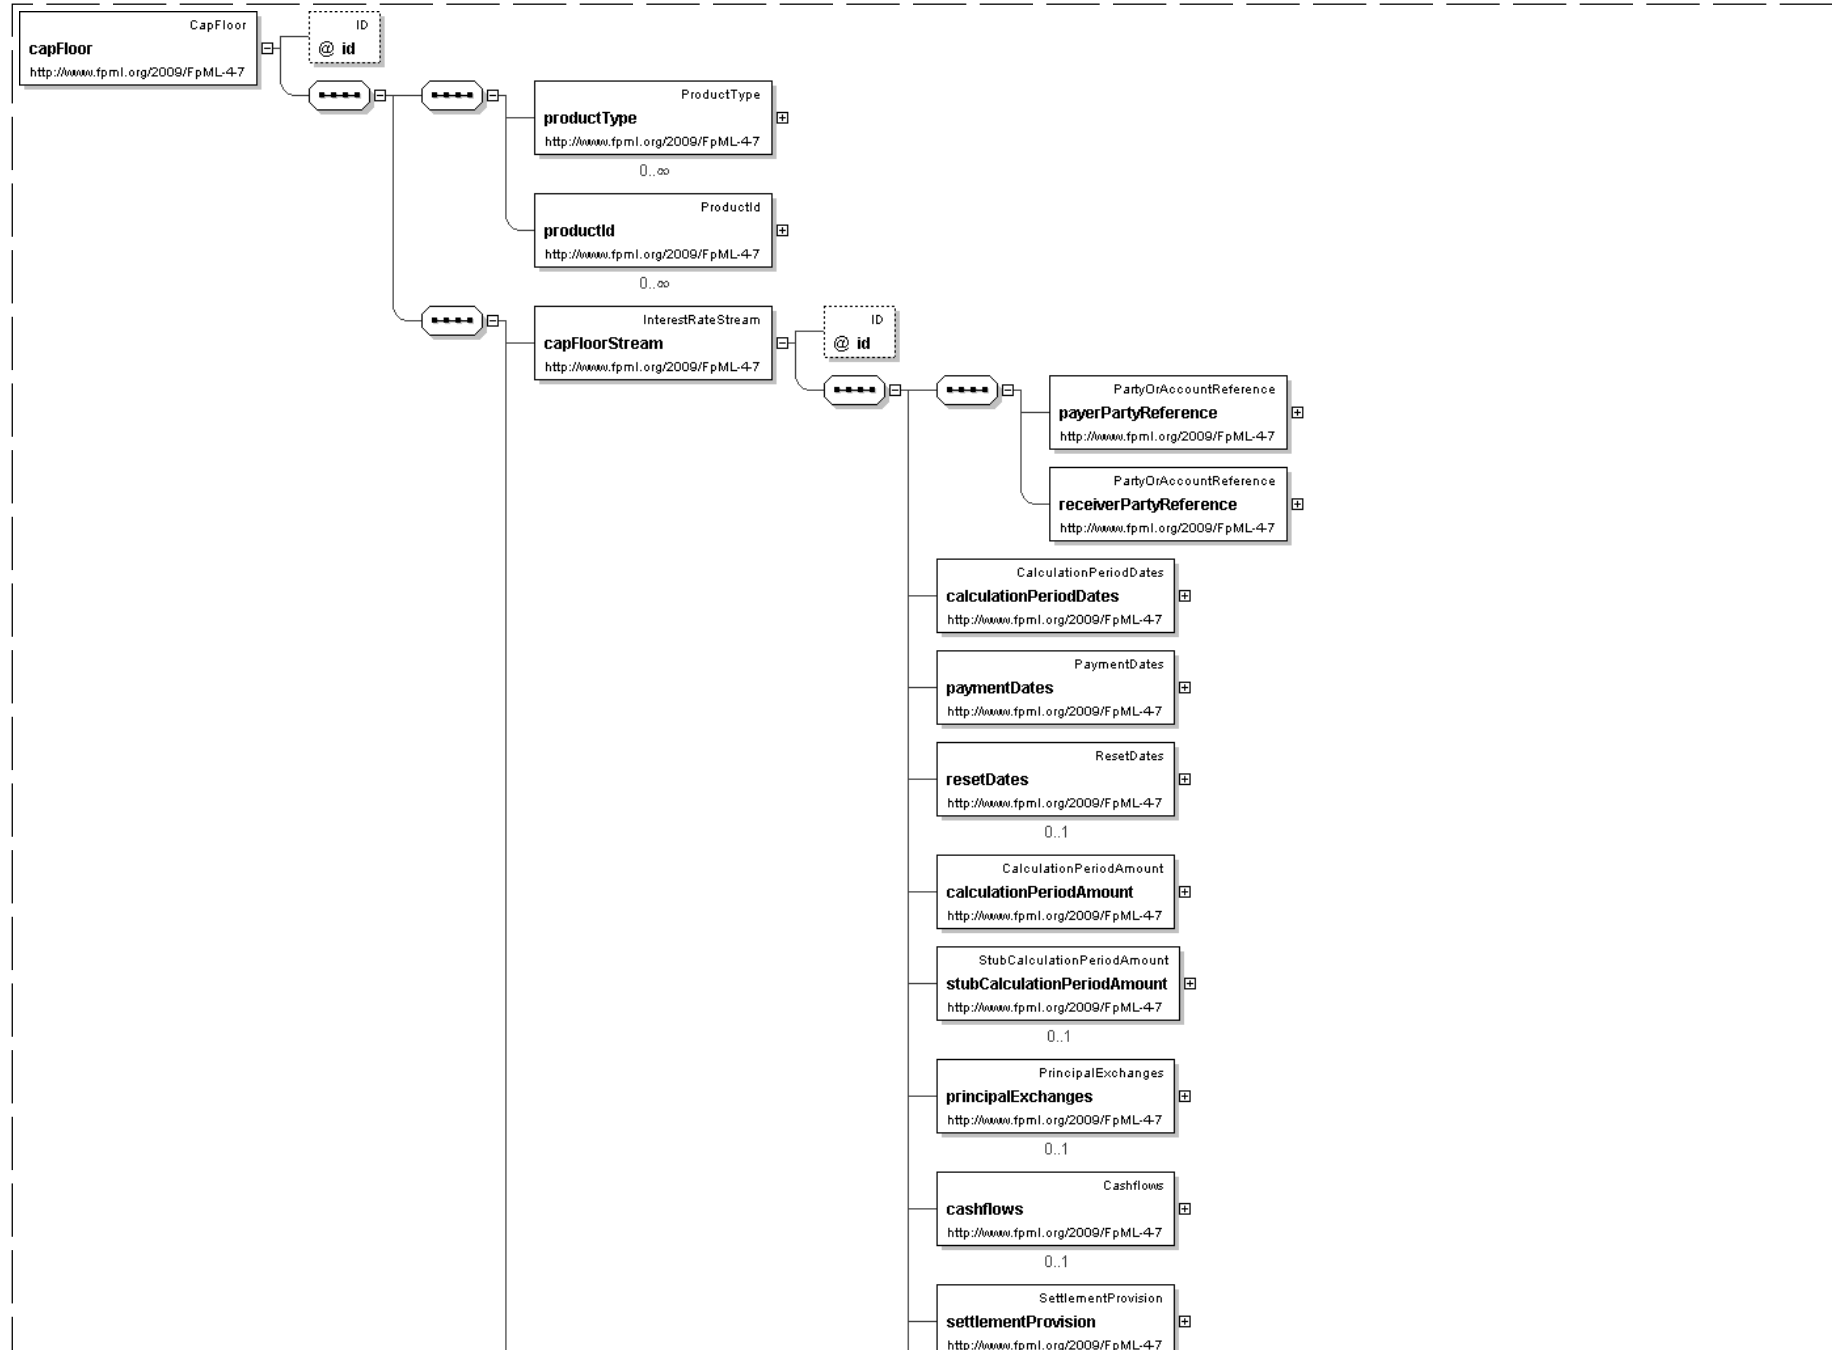 CapFloor
capFloor
http://www.fpml.org/2009/FpML-4-7
ID
@ id
ProductType
productType
http://www.fpml.org/2009/FpML-4-7
0..∞
ProductId
productId
http://www.fpml.org/2009/FpML-4-7
0..∞
InterestRateStream
capFloorStream
http://www.fpml.org/2009/FpML-4-7
ID
@ id
PartyOrAccountReference
payerPartyReference
http://www.fpml.org/2009/FpML-4-7
PartyOrAccountReference
receiverPartyReference
http://www.fpml.org/2009/FpML-4-7
CalculationPeriodDates
calculationPeriodDates
http://www.fpml.org/2009/FpML-4-7
PaymentDates
paymentDates
http://www.fpml.org/2009/FpML-4-7
ResetDates
resetDates
http://www.fpml.org/2009/FpML-4-7
0..1
CalculationPeriodAmount
calculationPeriodAmount
http://www.fpml.org/2009/FpML-4-7
StubCalculationPeriodAmount
stubCalculationPeriodAmount
http://www.fpml.org/2009/FpML-4-7
0..1
PrincipalExchanges
principalExchanges
http://www.fpml.org/2009/FpML-4-7
0..1
Cashflows
cashflows
http://www.fpml.org/2009/FpML-4-7
0..1
SettlementProvision
settlementProvision
http://www.fpml.org/2009/FpML-4-7